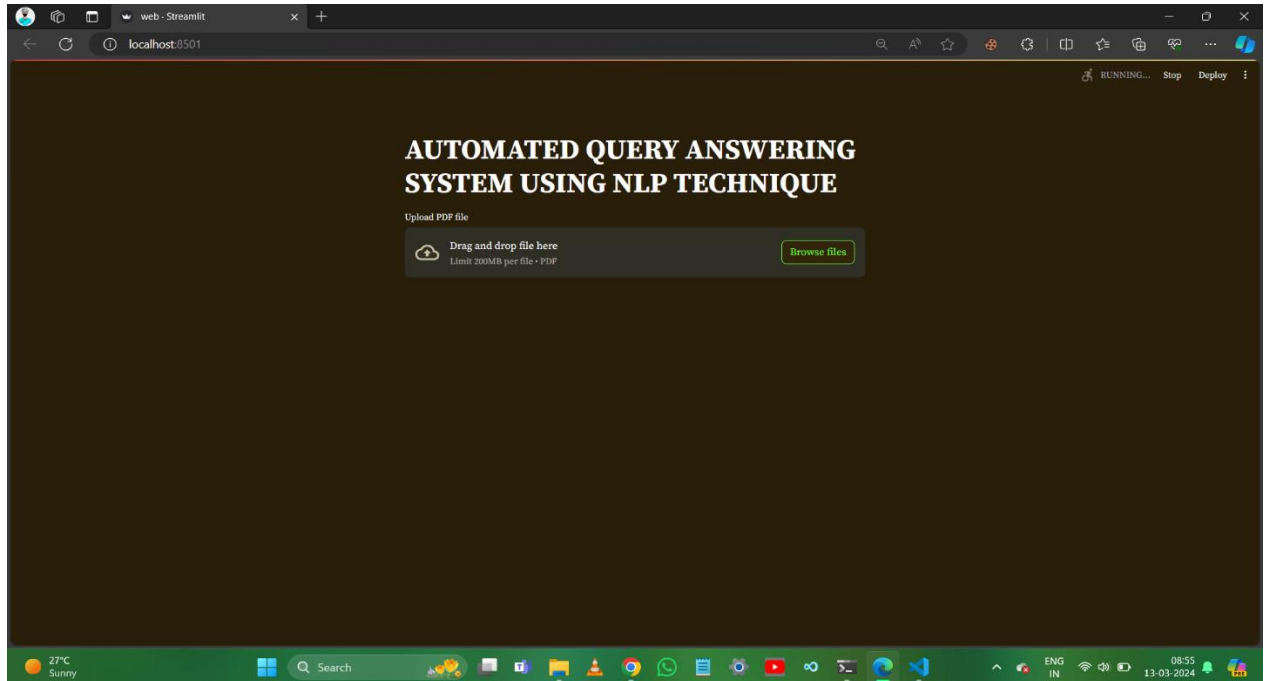 web · Streamlit
localhost:8501
RUNNING... Stop Deploy
AUTOMATED QUERY ANSWERING
SYSTEM USING NLP TECHNIQUE
Upload PDF file
Drag and drop file here
Limit 200MB per file • PDF
Browse files
27°C
Sunny
Search
ENG
IN
08:55
13-03-2024